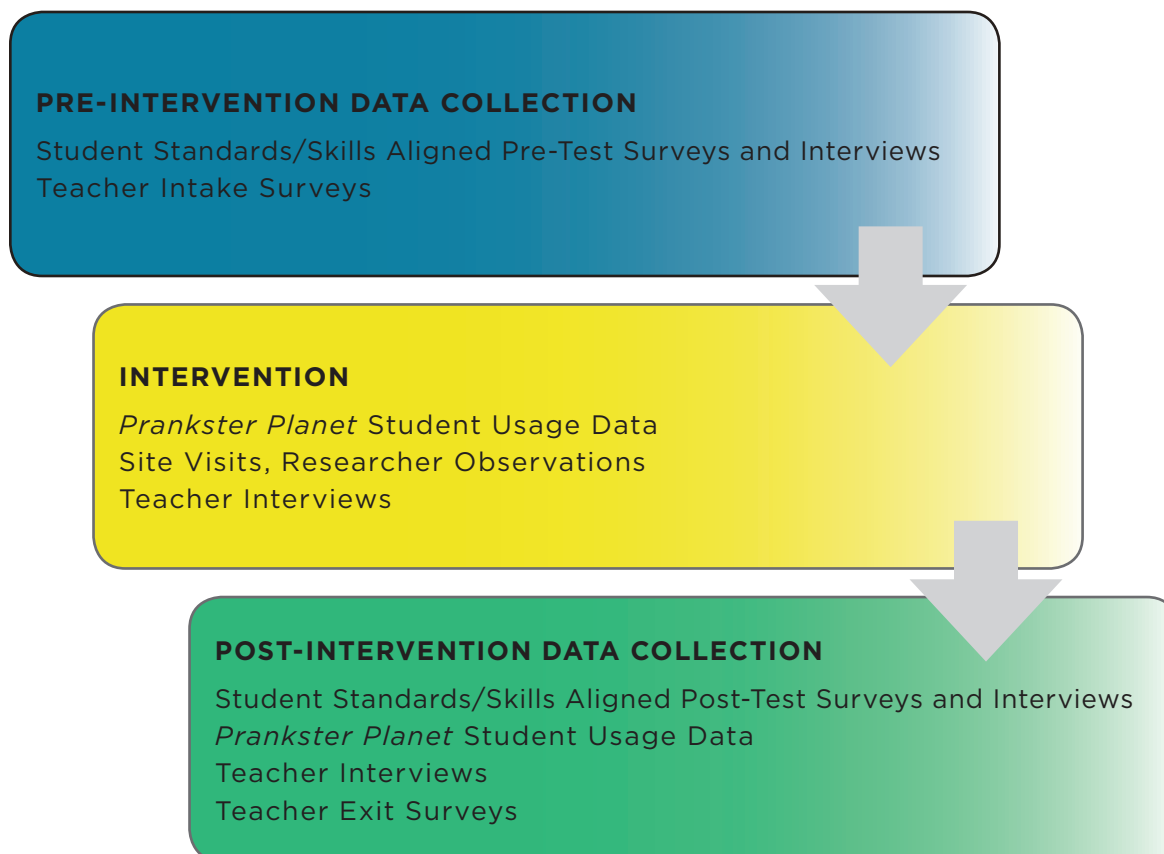 PRE-INTERVENTION DATA COLLECTION
Student Standards/Skills Aligned Pre-Test Surveys and Interviews
Teacher Intake Surveys
INTERVENTION
Prankster Planet Student Usage Data
Site Visits, Researcher Observations
Teacher Interviews
POST-INTERVENTION DATA COLLECTION
Student Standards/Skills Aligned Post-Test Surveys and Interviews
Prankster Planet Student Usage Data
Teacher Interviews
Teacher Exit Surveys